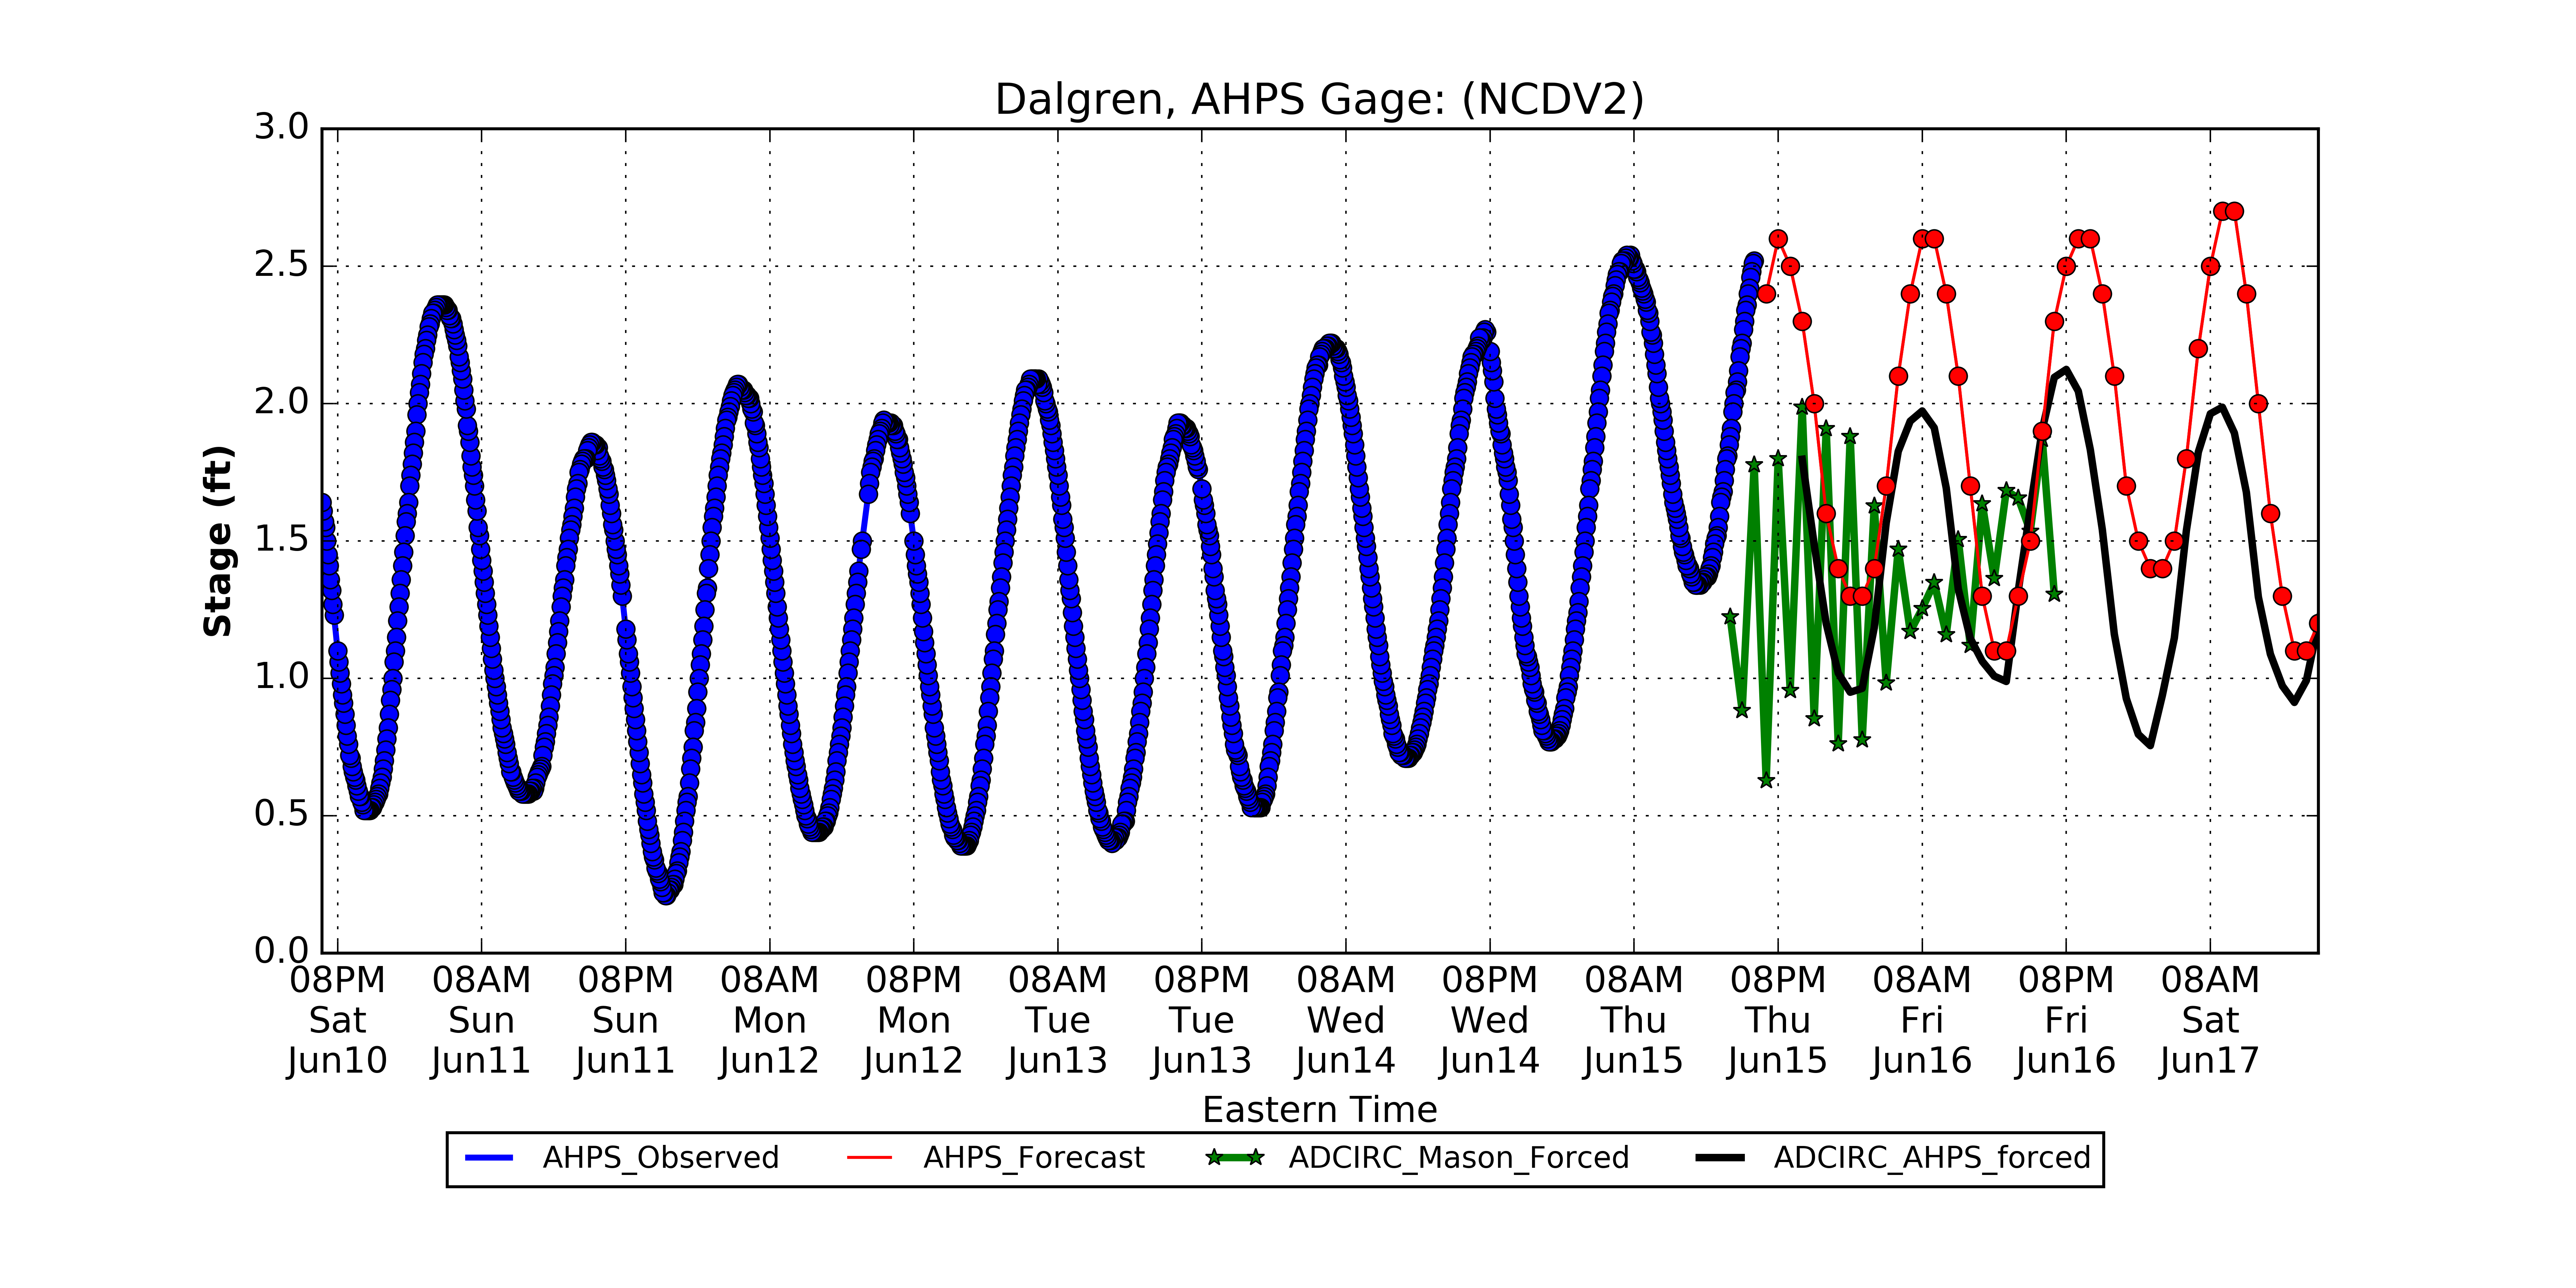 Dalgren, AHPS Gage: (NCDV2)
3.0
2.5
2.0
1.5
1.0
0.5
0.0
Stage (ft)
08PM 08AM 08PM 08AM 08PM 08AM 08PM 08AM 08PM 08AM 08PM 08AM 08PM 08AM
Sat Sun Sun Mon Mon Tue Tue Wed Wed Thu Thu Fri Fri Sat
Jun10 Jun11 Jun11 Jun12 Jun12 Jun13 Jun13 Jun14 Jun14 Jun15 Jun15 Jun16 Jun16 Jun17
Eastern Time
AHPS_Observed AHPS_Forecast ADCIRC_Mason_Forced ADCIRC_AHPS_forced